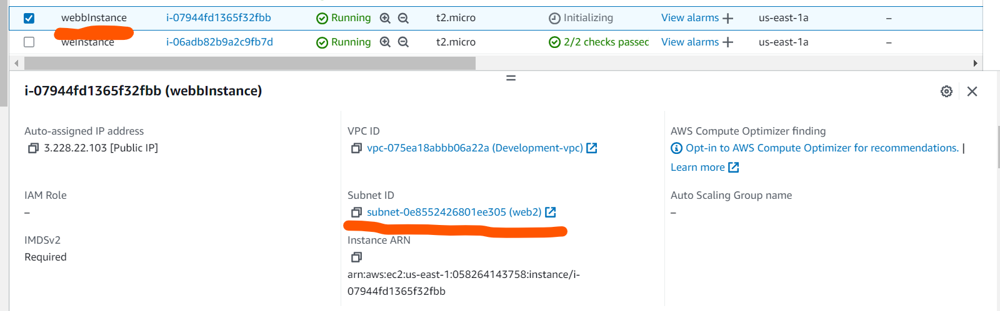 webbInstance i-07944fd1365f32fbb Running t2.micro Initializing View alarms + us-east-1a –
weInstance i-06adb82b9a2c9fb7d Running t2.micro 2/2 checks passec View alarms + us-east-1a –
i-07944fd1365f32fbb (webbInstance)
Auto-assigned IP address
3.228.22.103 [Public IP]
VPC ID
vpc-075ea18abbb06a22a (Development-vpc)
AWS Compute Optimizer finding
Opt-in to AWS Compute Optimizer for recommendations. |
Learn more
IAM Role
–
Subnet ID
subnet-0e8552426801ee305 (web2)
Auto Scaling Group name
–
IMDSv2
Required
Instance ARN
arn:aws:ec2:us-east-1:058264143758:instance/i-
07944fd1365f32fbb